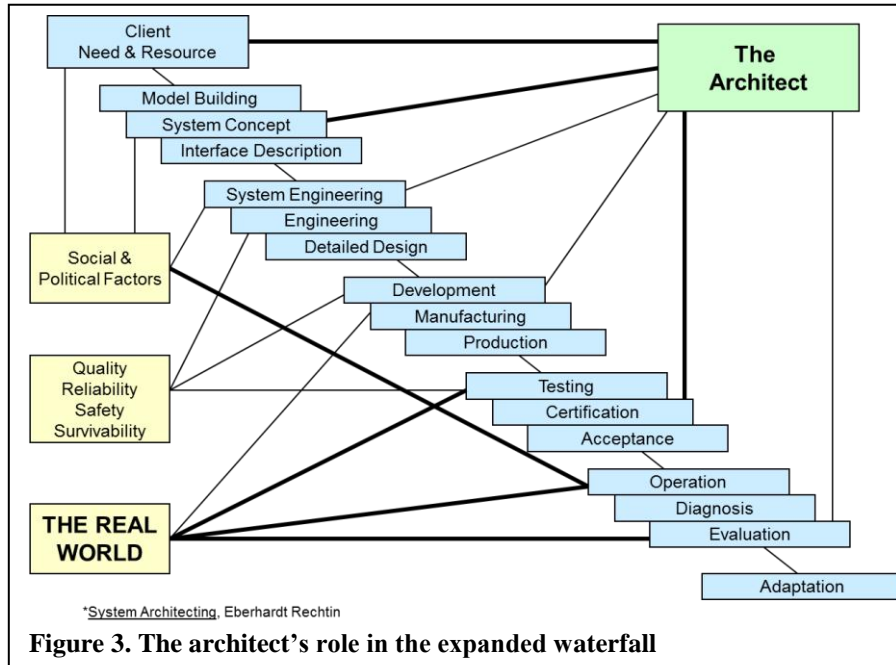 Client
Need & Resource
The
Architect
Model Building
System Concept
Interface Description
System Engineering
Engineering
Detailed Design
Social &
Political Factors
Development
Manufacturing
Production
Quality
Reliability
Safety
Survivability
Testing
Certification
Acceptance
Operation
Diagnosis
Evaluation
THE REAL
WORLD
Adaptation
*System Architecting, Eberhardt Rechtin
Figure 3. The architect's role in the expanded waterfall